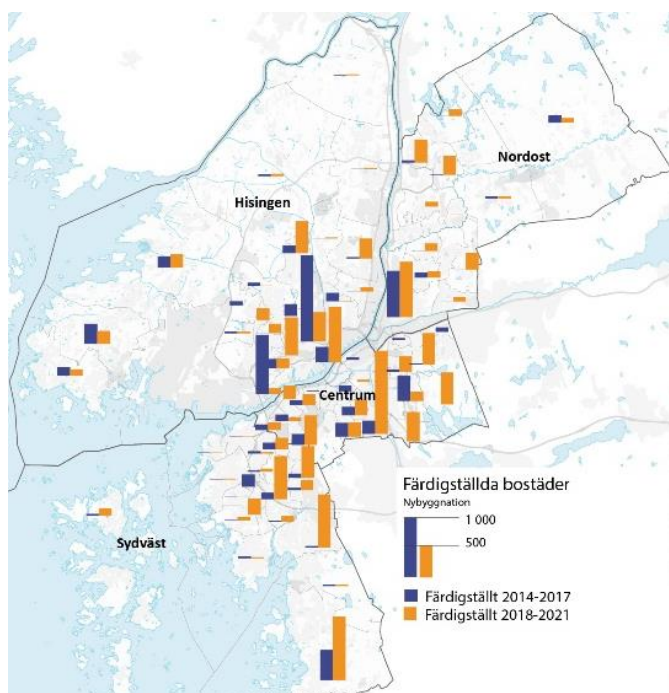 Nordost
Hisingen
Centrum
Sydväst
Färdigställda bostäder
Nybyggnation
1 000
500
Färdigställt 2014-2017
Färdigställt 2018-2021